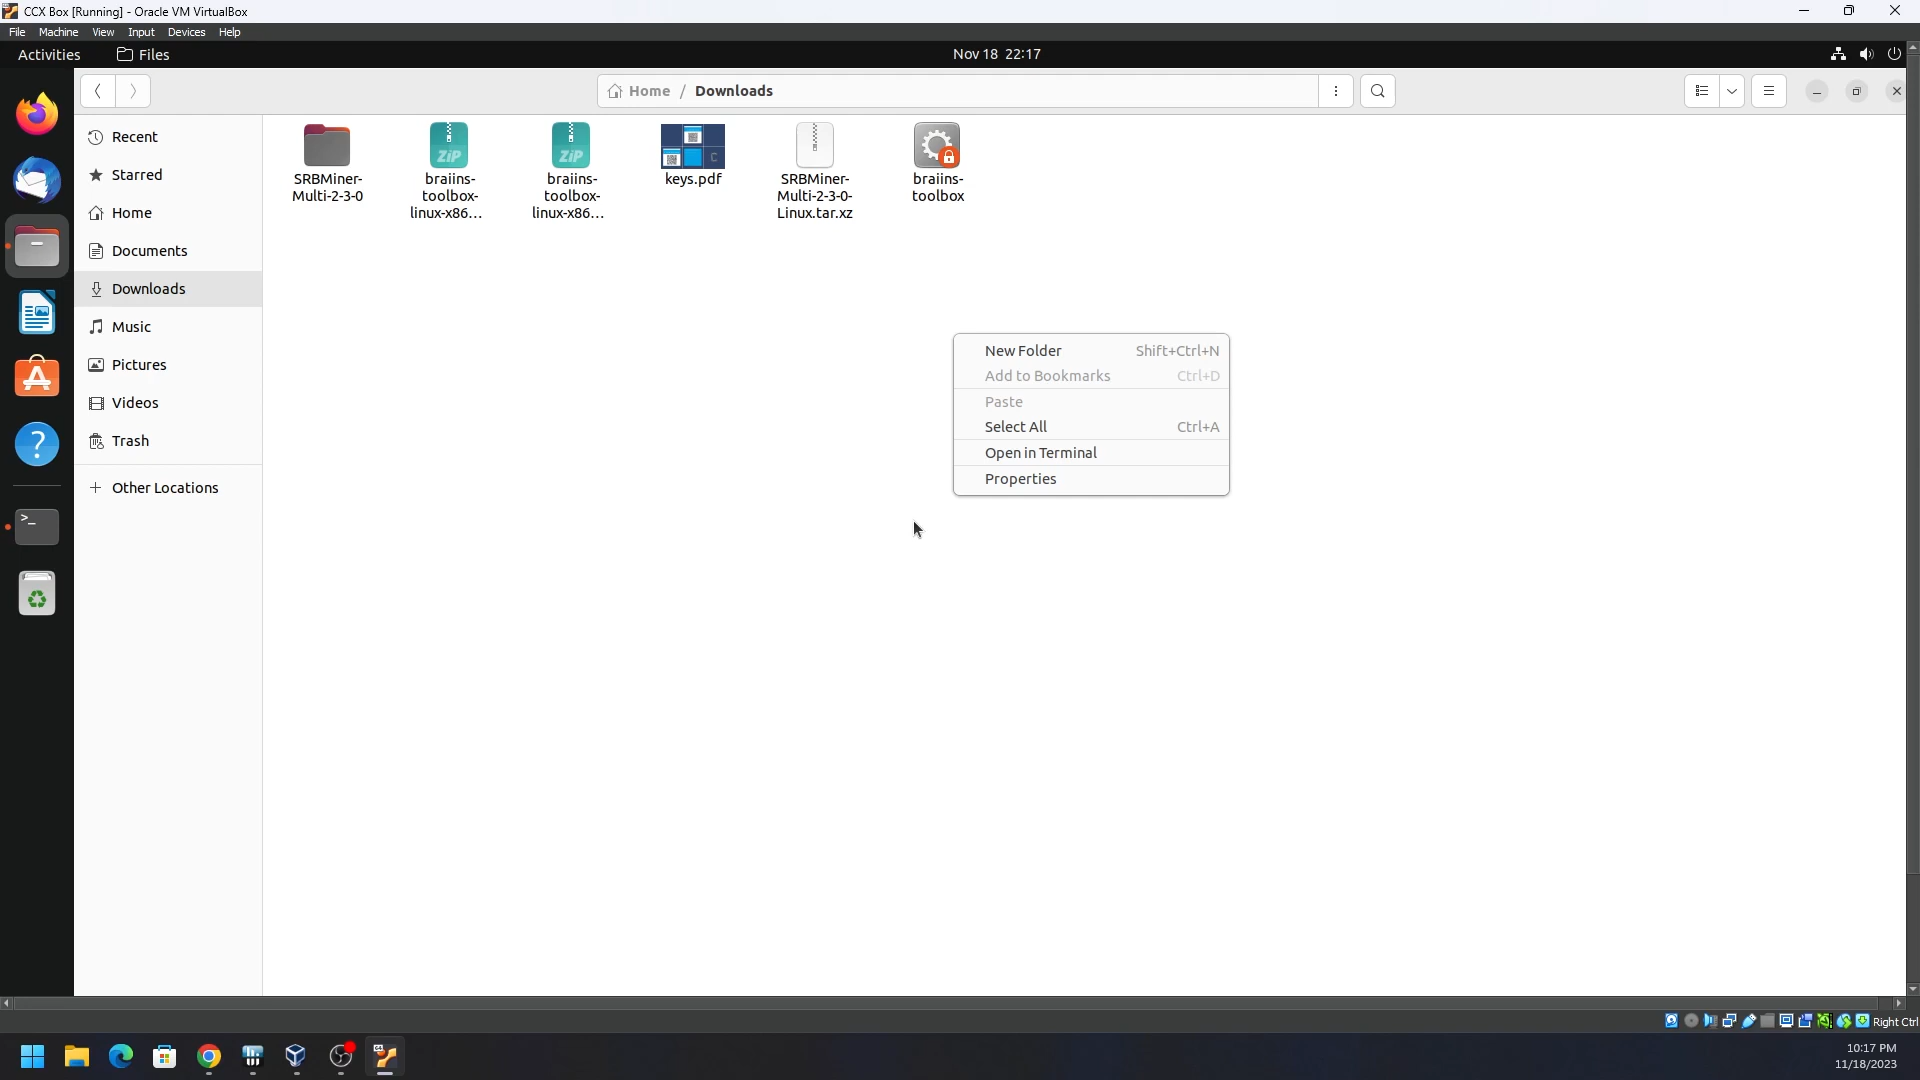 CCX Box [Running] - Oracle VM VirtualBox
File Machine View Input Devices Help
Activities Files Nov 18 22:17
Home / Downloads
Recent
Starred
Home
Documents
Downloads
Music
Pictures
Videos
Trash
Other Locations
SRBMiner-
Multi-2-3-0
ZIP
braiins-
toolbox-
linux-x86...
ZIP
braiins-
toolbox-
linux-x86...
C
keys.pdf
SRBMiner-
Multi-2-3-0-
Linux.tar.xz
braiins-
toolbox
New Folder Shift+Ctrl+N
Add to Bookmarks Ctrl+D
Paste
Select All Ctrl+A
Open in Terminal
Properties
Right Ctrl
10:17 PM
11/18/2023